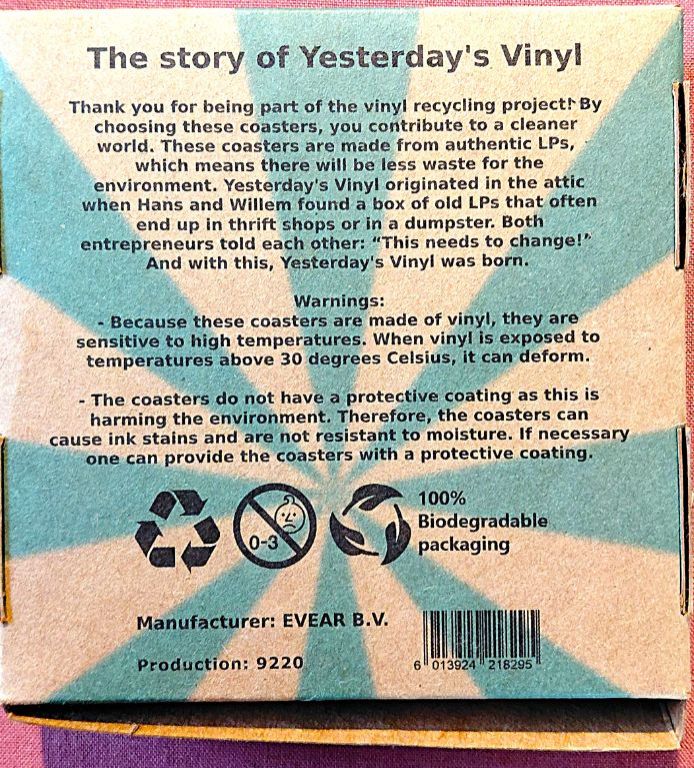 The story of Yesterday's Vinyl
Thank you for being part of the vinyl recycling project! By
choosing these coasters, you contribute to a cleaner
world. These coasters are made from authentic LPs,
which means there will be less waste for the
environment. Yesterday's Vinyl originated in the attic
when Hans and Willem found a box of old LPs that often
end up in thrift shops or in a dumpster. Both
entrepreneurs told each other: “This needs to change!”
And with this, Yesterday's Vinyl was born.
Warnings:
- Because these coasters are made of vinyl, they are
sensitive to high temperatures. When vinyl is exposed to
temperatures above 30 degrees Celsius, it can deform.
- The coasters do not have a protective coating as this is
harming the environment. Therefore, the coasters can
cause ink stains and are not resistant to moisture. If necessary
one can provide the coasters with a protective coating.
0-3
100%
Biodegradable
packaging
Manufacturer: EVEAR B.V.
Production: 9220
6 013924 218295